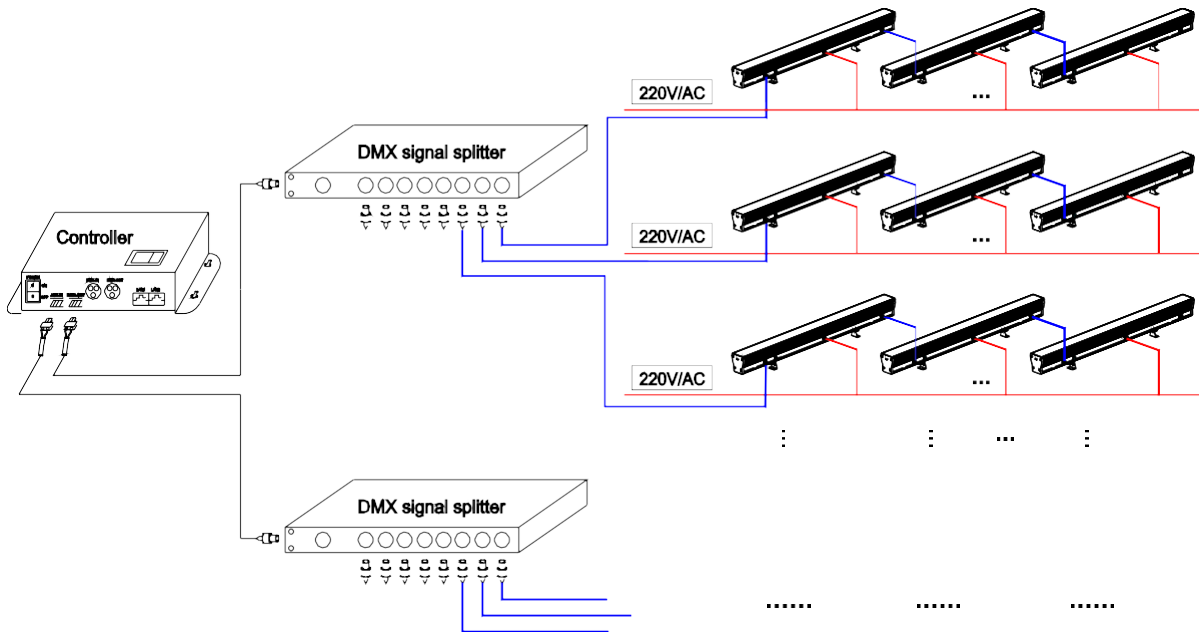 220V/AC
DMX signal splitter
220V/AC
Controller
220V/AC
DMX signal splitter